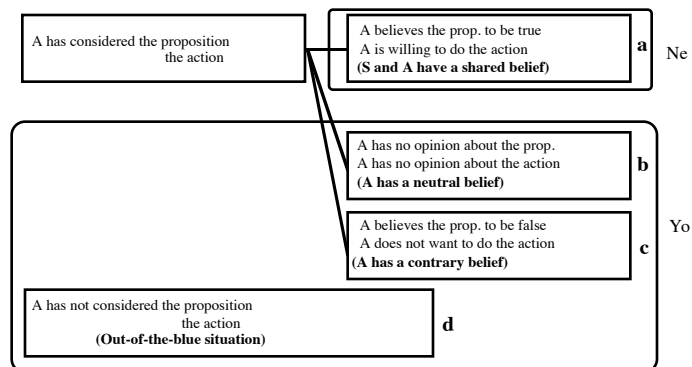 A has considered the proposition
the action
A believes the prop. to be true
A is willing to do the action
(S and A have a shared belief)
a
Ne
A has no opinion about the prop.
A has no opinion about the action
(A has a neutral belief)
b
A believes the prop. to be false
A does not want to do the action
(A has a contrary belief)
c
Yo
A has not considered the proposition
the action
(Out-of-the-blue situation)
d